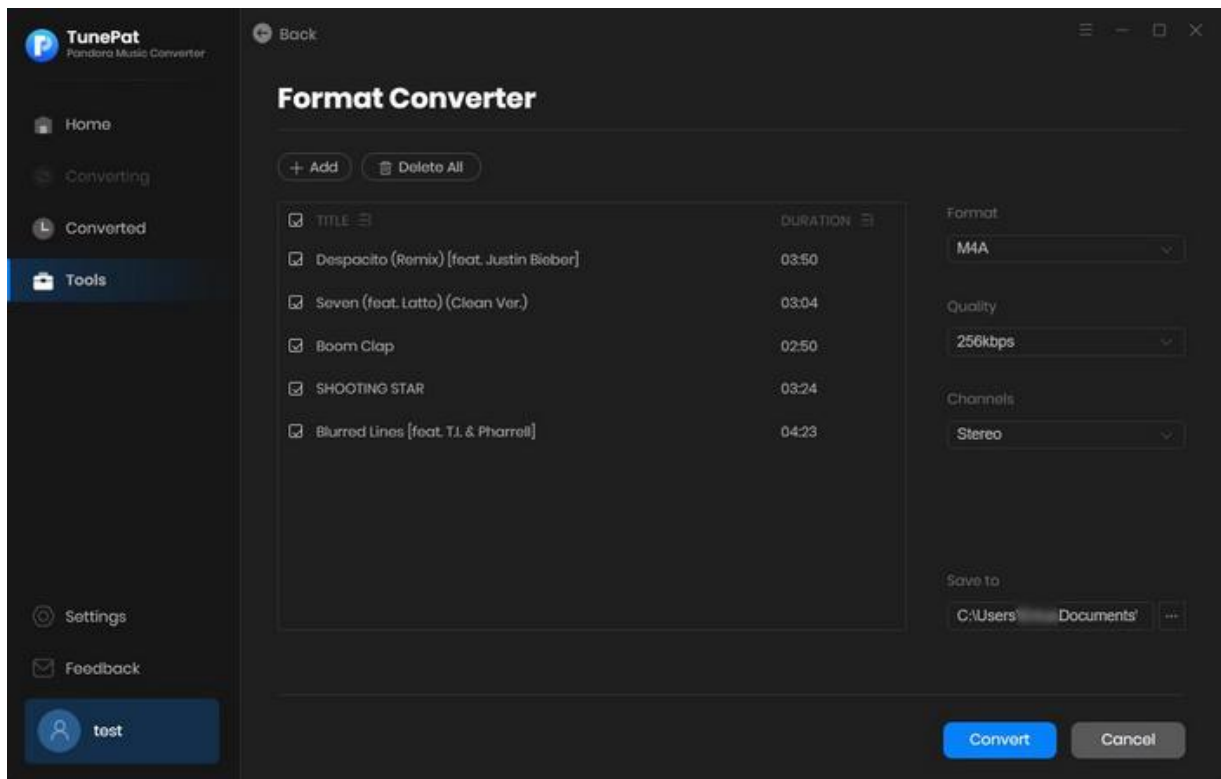 TunePat
Pandora Music Converter
Back
Home
Converting
Converted
Tools
Settings
Feedback
test
Format Converter
+ Add
Delete All
TITLE
DURATION
Despacito (Remix) [feat. Justin Bieber]
03:50
Seven (feat. Latto) (Clean Ver.)
03:04
Boom Clap
02:50
SHOOTING STAR
03:24
Blurred Lines [feat. T.I. & Pharrell]
04:23
Format
M4A
Quality
256kbps
Channels
Stereo
Save to
C:\Users\ Documents\
...
Convert
Cancel